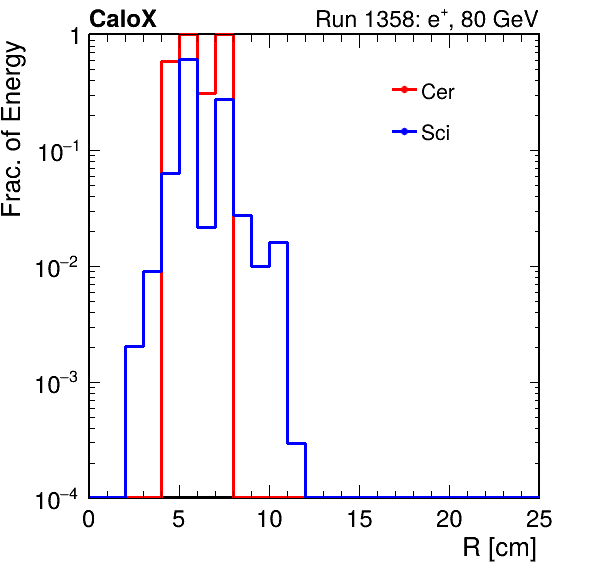 CaloX Run 1358: e⁺, 80 GeV
Frac. of Energy
1
10⁻¹
10⁻²
10⁻³
10⁻⁴
Cer
Sci
0 5 10 15 20 25
R [cm]